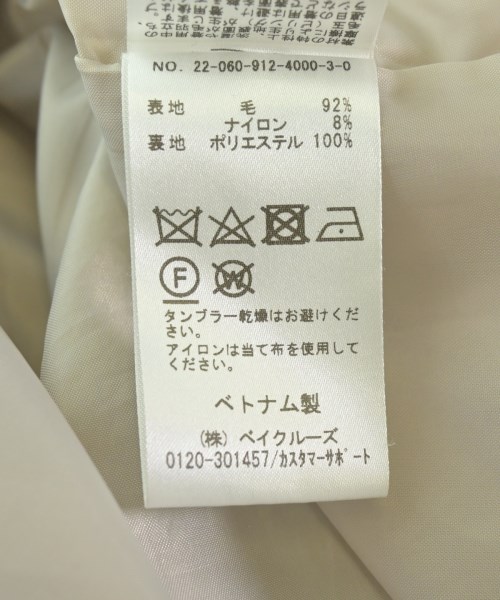 NO. 22-060-912-4000-3-0
表地 毛 92%
ナイロン 8%
裏地 ポリエステル 100%
F
W
タンブラー乾燥はお避けくだ
さい。
アイロンは当て布を使用して
ください。
ベトナム製
(株) ベイクルーズ
0120-301457/カスタマーサポート